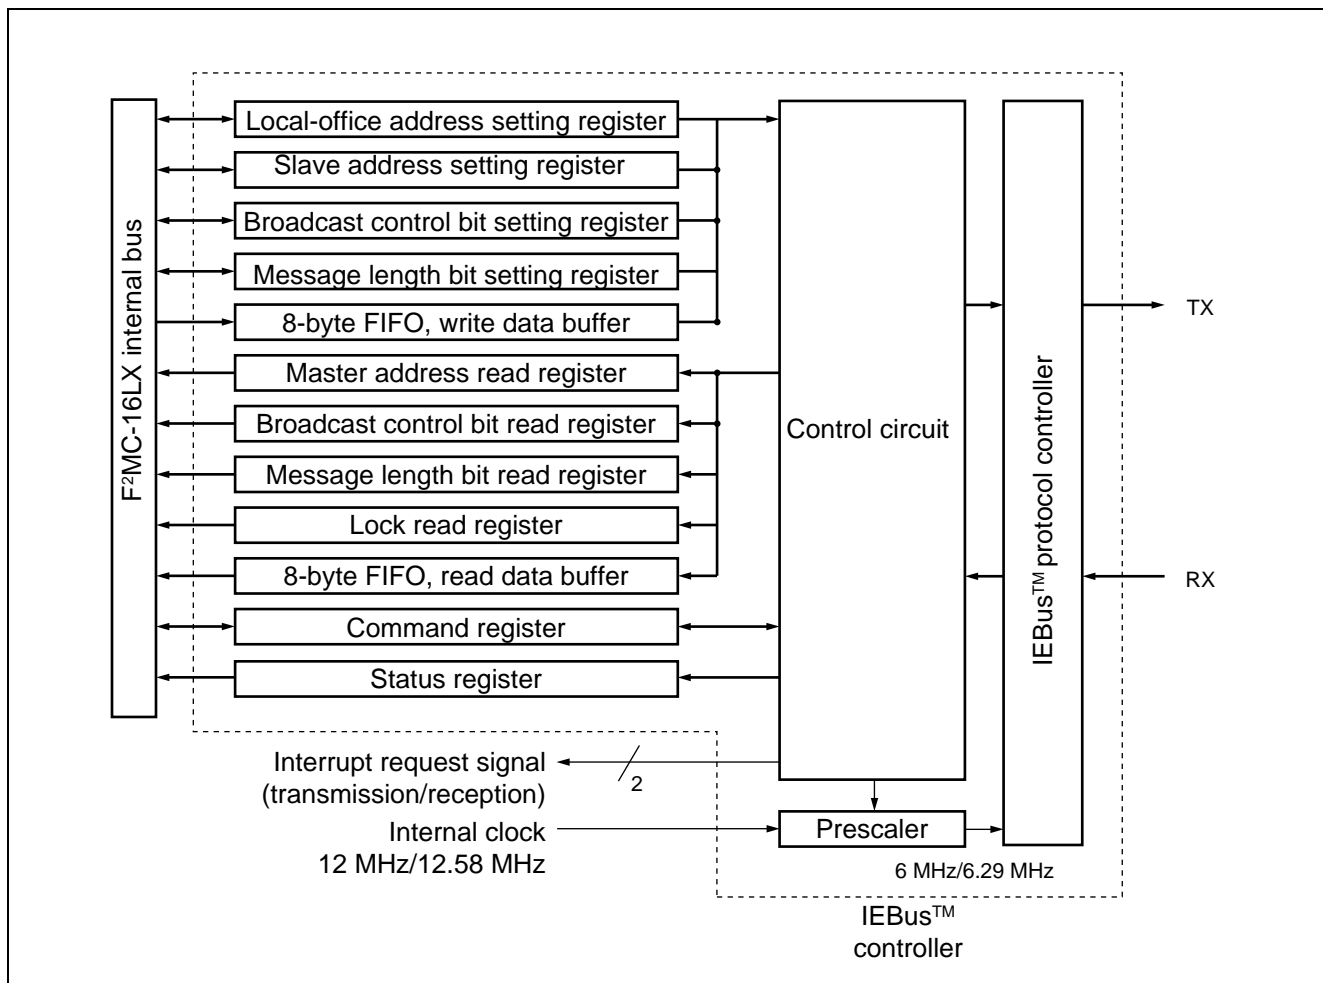 F²MC-16LX internal bus
Local-office address setting register
Slave address setting register
Broadcast control bit setting register
Message length bit setting register
8-byte FIFO, write data buffer
Master address read register
Broadcast control bit read register
Message length bit read register
Lock read register
8-byte FIFO, read data buffer
Command register
Status register
Control circuit
IEBus™ protocol controller
TX
RX
Interrupt request signal
(transmission/reception)
2
Internal clock
12 MHz/12.58 MHz
Prescaler
6 MHz/6.29 MHz
IEBus™
controller